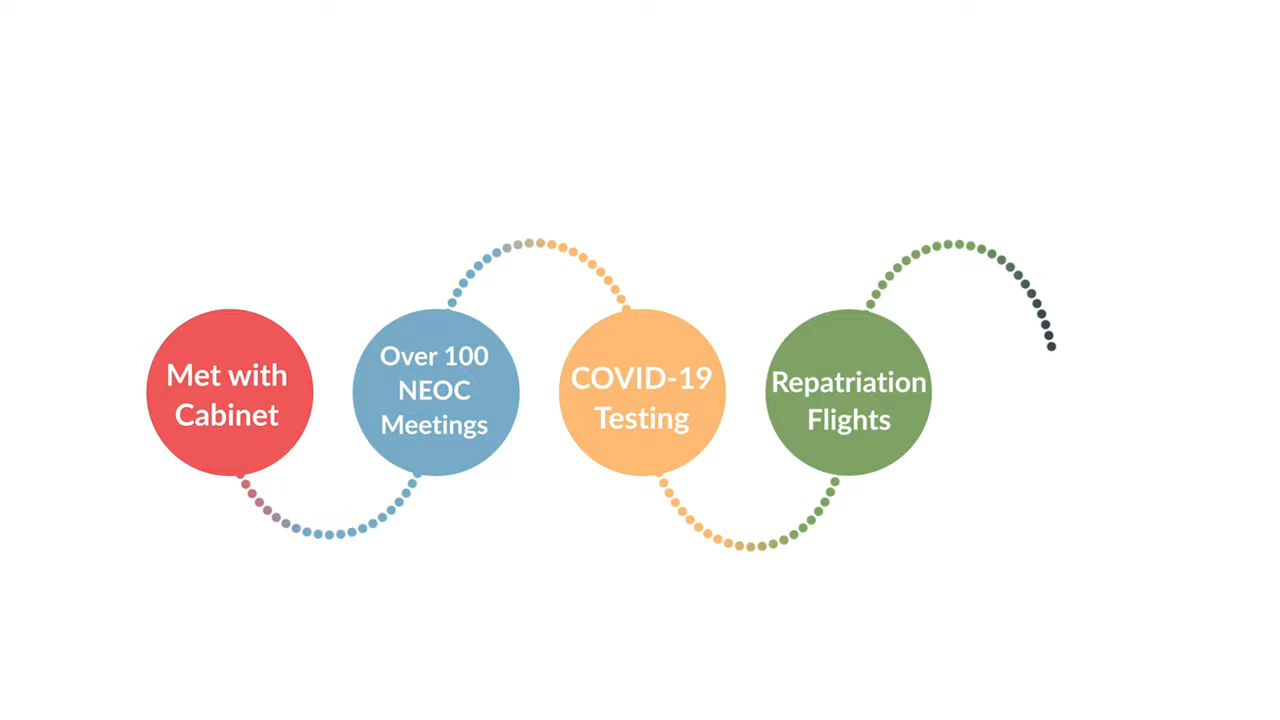 Met with
Cabinet
Over 100
NEOC
Meetings
COVID-19
Testing
Repatriation
Flights